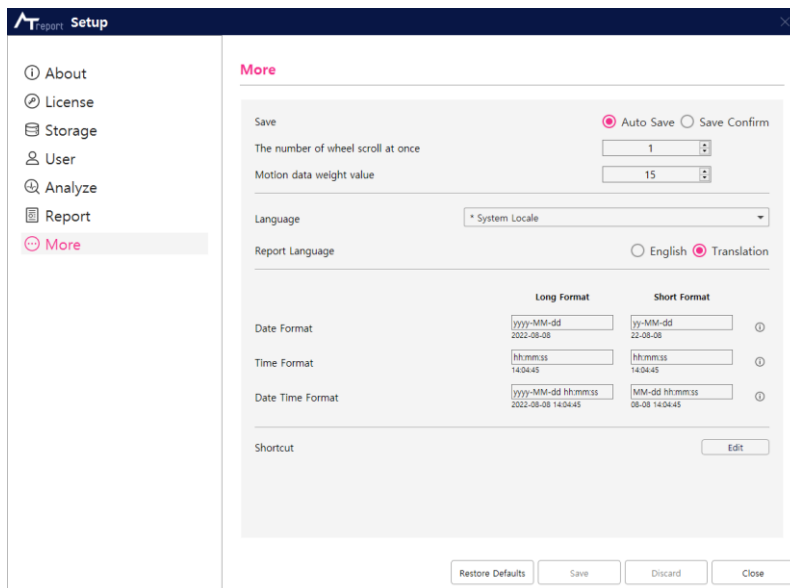 ATreport Setup
About
License
Storage
User
Analyze
Report
More
More
Save Auto Save Save Confirm
The number of wheel scroll at once 1
Motion data weight value 15
Language * System Locale
Report Language English Translation
Long Format Short Format
Date Format yyyy-MM-dd yy-MM-dd
2022-08-08 22-08-08
Time Format hh:mm:ss hh:mm:ss
14:04:45 14:04:45
Date Time Format yyyy-MM-dd hh:mm:ss MM-dd hh:mm:ss
2022-08-08 14:04:45 08-08 14:04:45
Shortcut Edit
Restore Defaults Save Discard Close